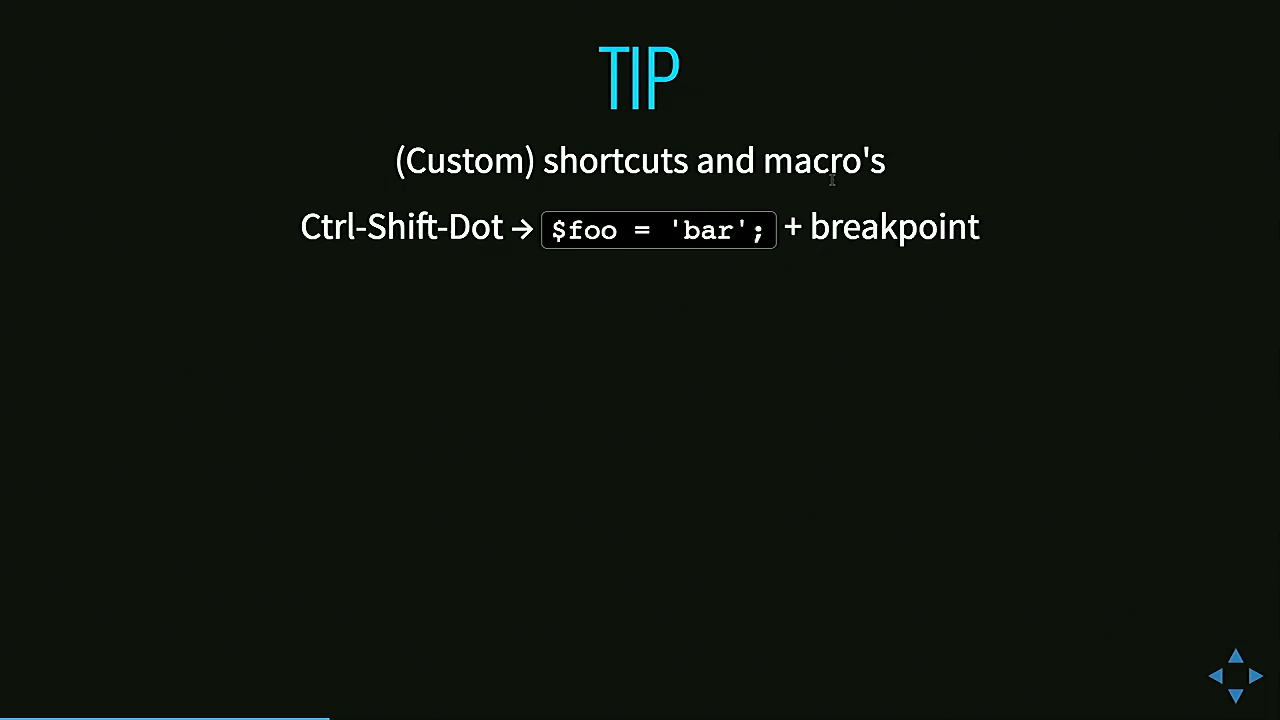 TIP
(Custom) shortcuts and macro's
Ctrl-Shift-Dot → $foo = 'bar'; + breakpoint